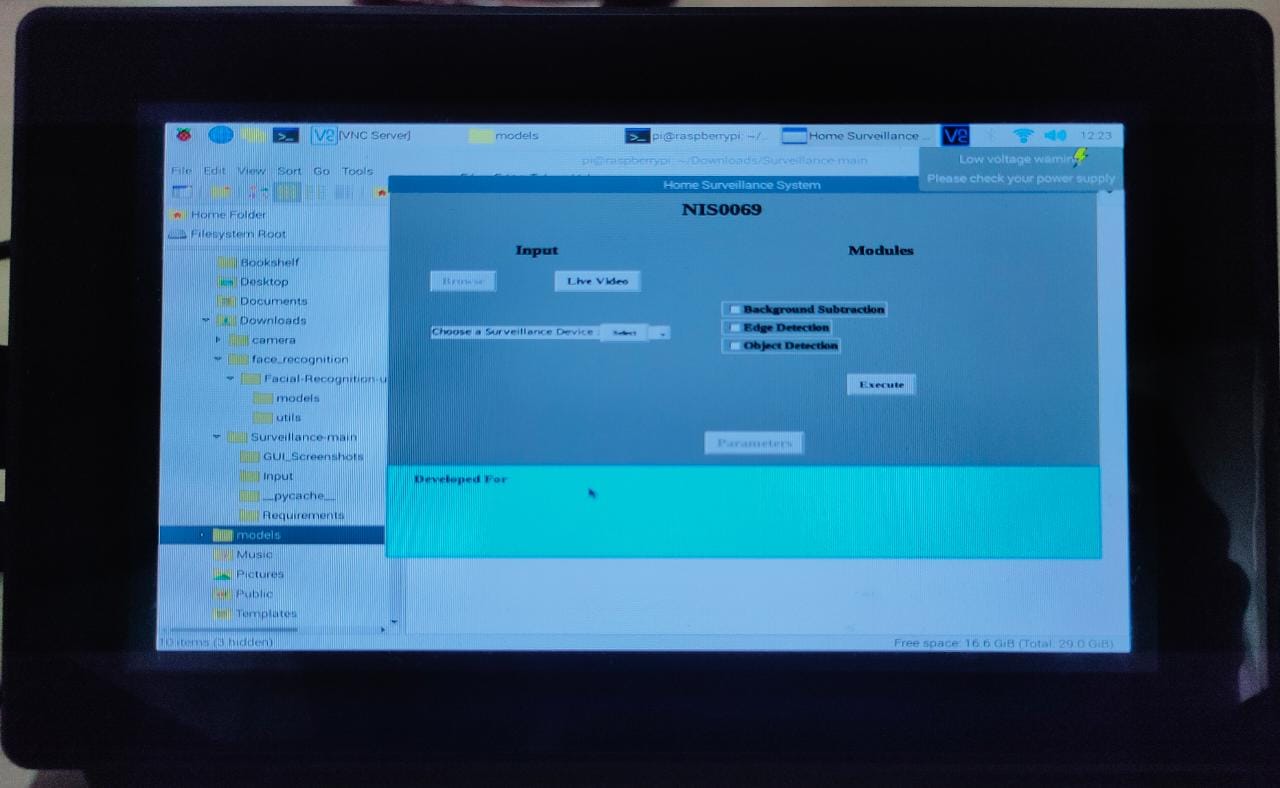 [VNC Server]
models
pi@raspberrypi: ~/...
Home Surveillance ...
12:23
pi@raspberrypi: ~/Downloads/Surveillance-main
Low voltage warning
Please check your power supply
File Edit View Sort Go Tools
Home Surveillance System
Home Folder
Filesystem Root
Bookshelf
Desktop
Documents
Downloads
camera
face_recognition
Facial-Recognition-u
models
utils
Surveillance-main
GUI_Screenshots
Input
__pycache__
Requirements
models
Music
Pictures
Public
Templates
NIS0069
Input
Modules
Browse
Live Video
Choose a Surveillance Device :
Select
Background Subtraction
Edge Detection
Object Detection
Execute
Parameters
Developed For
10 items (3 hidden)
Free space: 16.6 GiB (Total: 29.0 GiB)